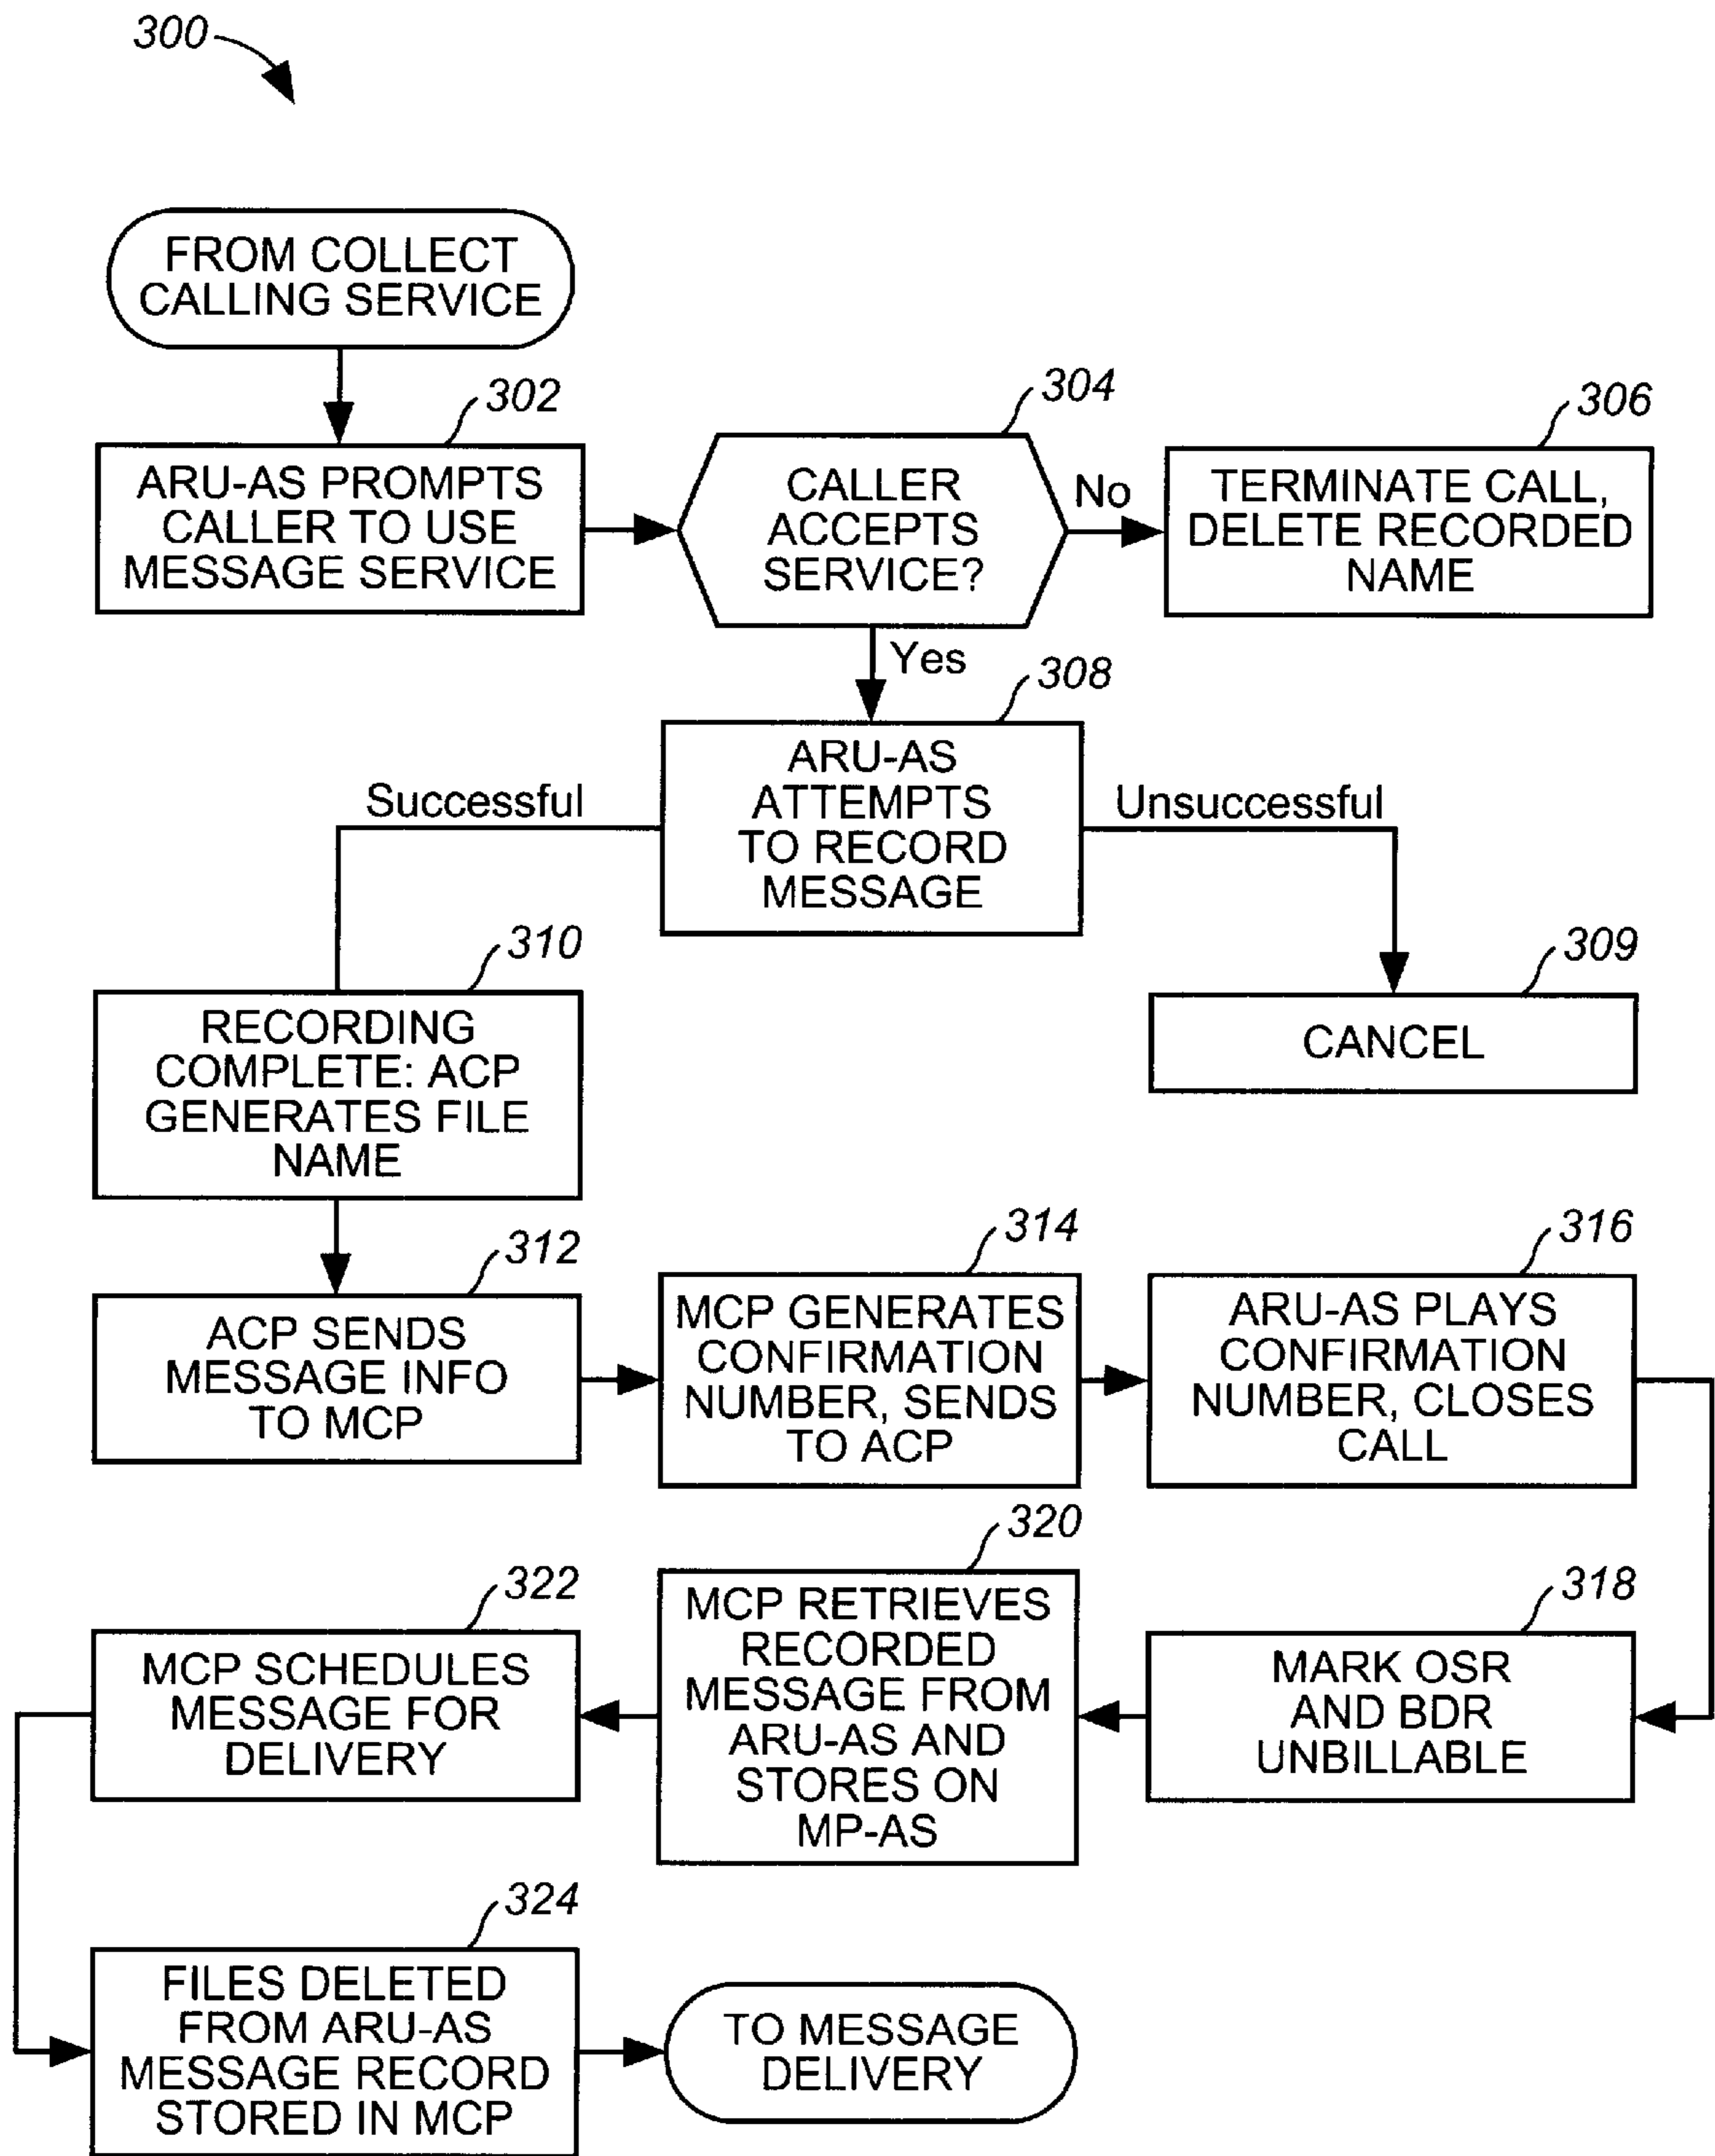 300
FROM COLLECT
CALLING SERVICE
302
ARU-AS PROMPTS
CALLER TO USE
MESSAGE SERVICE
304
CALLER
ACCEPTS
SERVICE?
No
306
TERMINATE CALL,
DELETE RECORDED
NAME
Yes
308
ARU-AS
ATTEMPTS
TO RECORD
MESSAGE
Successful
Unsuccessful
309
CANCEL
310
RECORDING
COMPLETE: ACP
GENERATES FILE
NAME
312
ACP SENDS
MESSAGE INFO
TO MCP
314
MCP GENERATES
CONFIRMATION
NUMBER, SENDS
TO ACP
316
ARU-AS PLAYS
CONFIRMATION
NUMBER, CLOSES
CALL
318
MARK OSR
AND BDR
UNBILLABLE
320
MCP RETRIEVES
RECORDED
MESSAGE FROM
ARU-AS AND
STORES ON
MP-AS
322
MCP SCHEDULES
MESSAGE FOR
DELIVERY
324
FILES DELETED
FROM ARU-AS
MESSAGE RECORD
STORED IN MCP
TO MESSAGE
DELIVERY